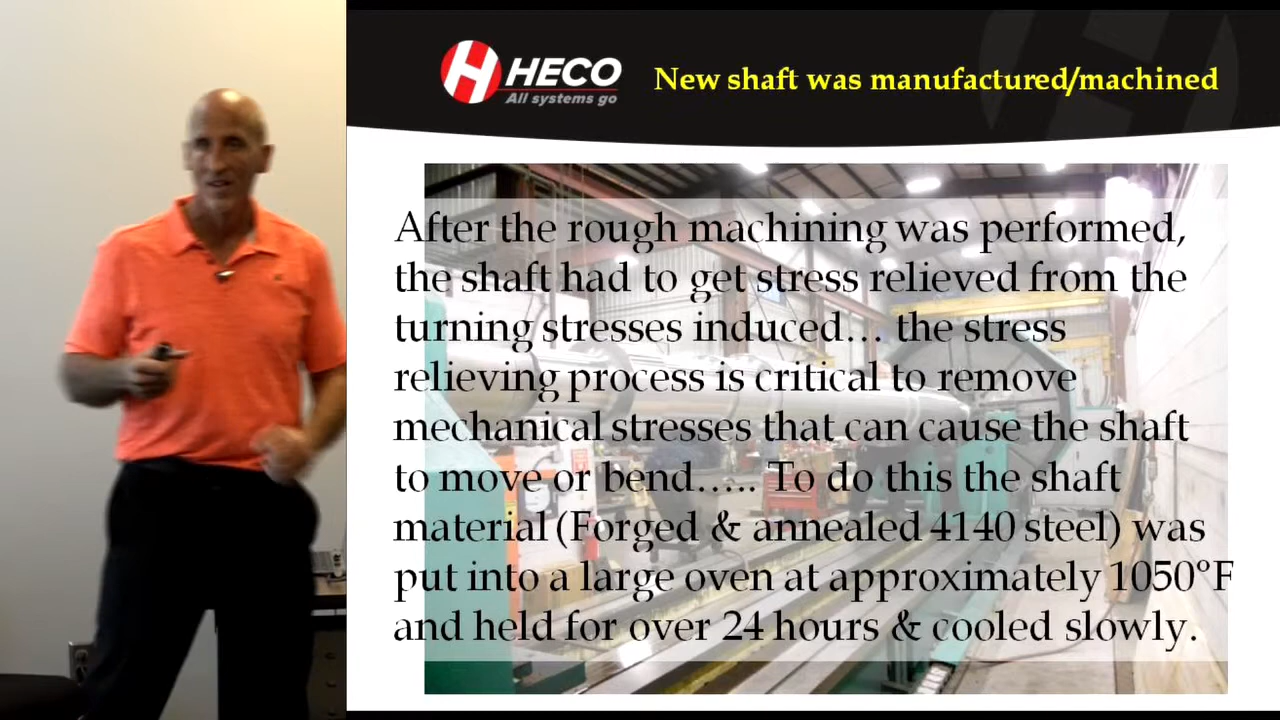 HECO
All systems go
New shaft was manufactured/machined
After the rough machining was performed,
the shaft had to get stress relieved from the
turning stresses induced… the stress
relieving process is critical to remove
mechanical stresses that can cause the shaft
to move or bend….. To do this the shaft
material (Forged & annealed 4140 steel) was
put into a large oven at approximately 1050°F
and held for over 24 hours & cooled slowly.